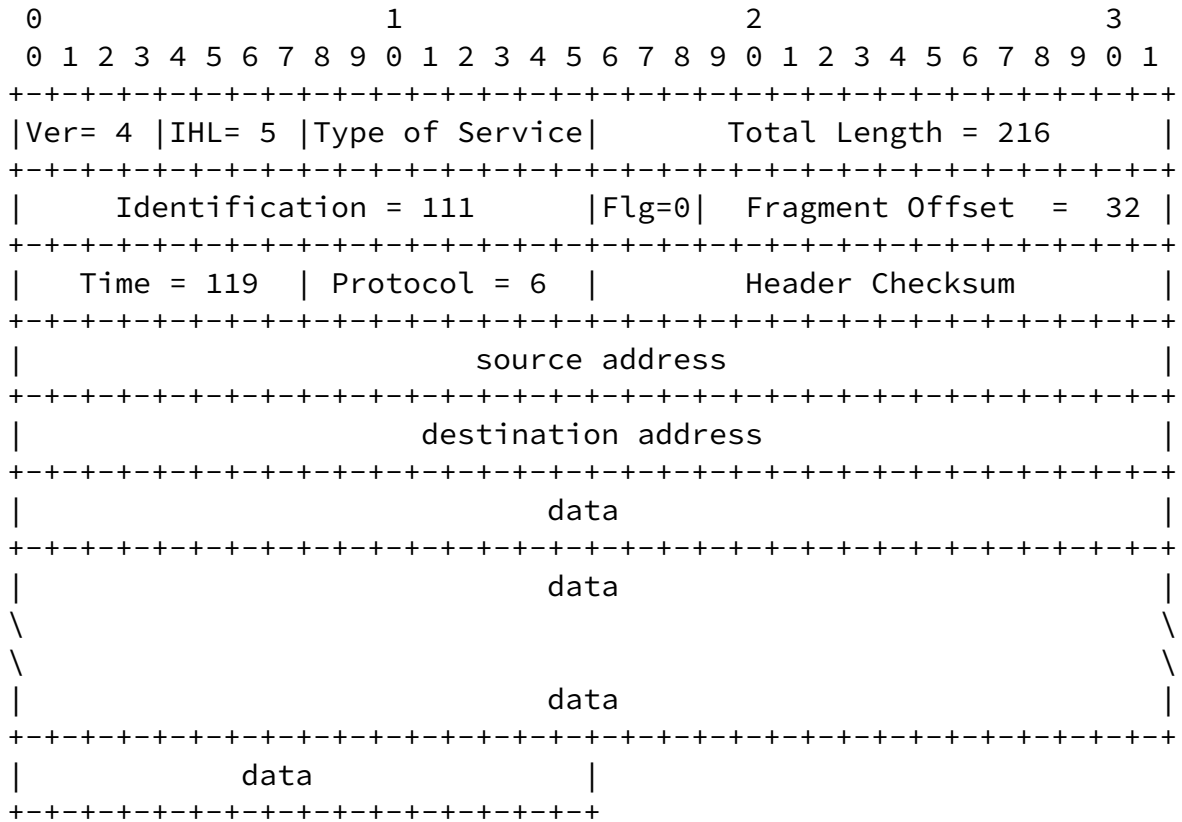 0                   1                   2                   3
 0 1 2 3 4 5 6 7 8 9 0 1 2 3 4 5 6 7 8 9 0 1 2 3 4 5 6 7 8 9 0 1
+-+-+-+-+-+-+-+-+-+-+-+-+-+-+-+-+-+-+-+-+-+-+-+-+-+-+-+-+-+-+-+-+
|Ver= 4 |IHL= 5 |Type of Service|       Total Length = 216      |
+-+-+-+-+-+-+-+-+-+-+-+-+-+-+-+-+-+-+-+-+-+-+-+-+-+-+-+-+-+-+-+-+
|     Identification = 111      |Flg=0|  Fragment Offset  =  32 |
+-+-+-+-+-+-+-+-+-+-+-+-+-+-+-+-+-+-+-+-+-+-+-+-+-+-+-+-+-+-+-+-+
|   Time = 119  | Protocol = 6  |        Header Checksum        |
+-+-+-+-+-+-+-+-+-+-+-+-+-+-+-+-+-+-+-+-+-+-+-+-+-+-+-+-+-+-+-+-+
|                         source address                        |
+-+-+-+-+-+-+-+-+-+-+-+-+-+-+-+-+-+-+-+-+-+-+-+-+-+-+-+-+-+-+-+-+
|                      destination address                      |
+-+-+-+-+-+-+-+-+-+-+-+-+-+-+-+-+-+-+-+-+-+-+-+-+-+-+-+-+-+-+-+-+
|                             data                              |
+-+-+-+-+-+-+-+-+-+-+-+-+-+-+-+-+-+-+-+-+-+-+-+-+-+-+-+-+-+-+-+-+
|                             data                              |
\                                                               \
\                                                               \
|                             data                              |
+-+-+-+-+-+-+-+-+-+-+-+-+-+-+-+-+-+-+-+-+-+-+-+-+-+-+-+-+-+-+-+-+
|            data               |
+-+-+-+-+-+-+-+-+-+-+-+-+-+-+-+-+